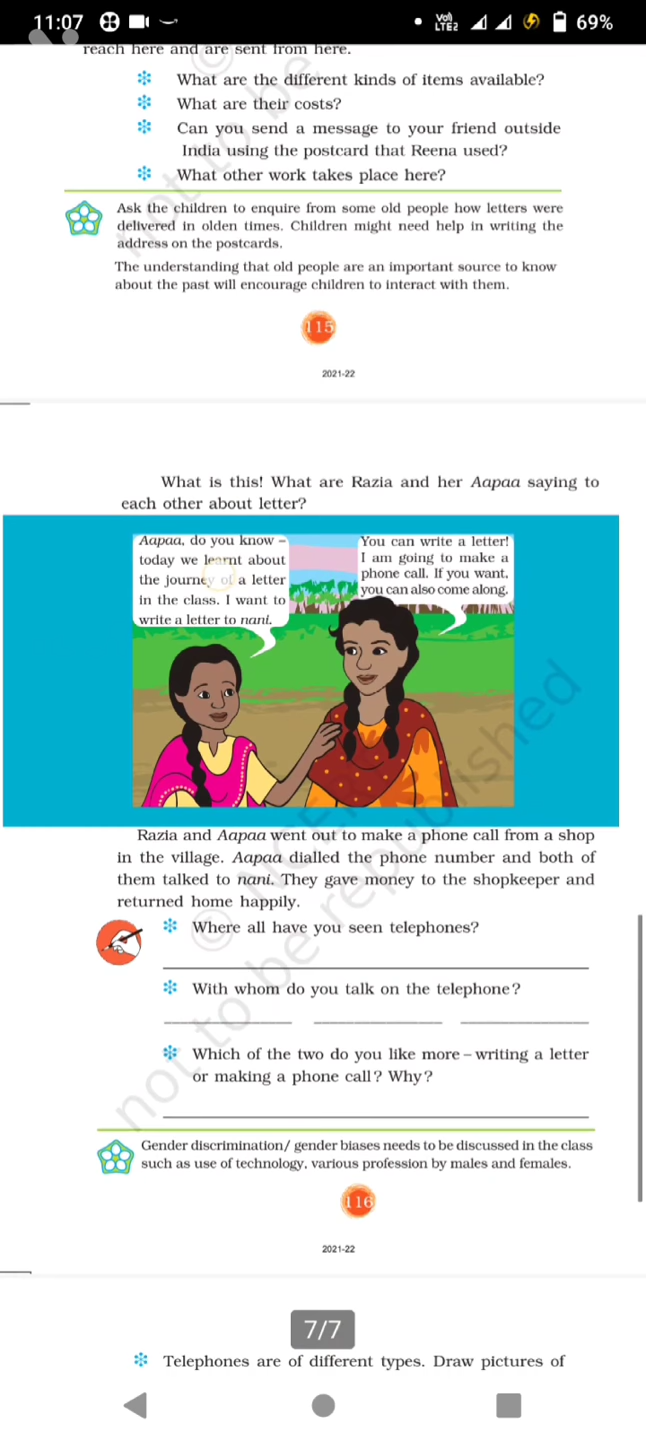 11:07
Vo) LTE2 69%
reach here and are sent from here.
What are the different kinds of items available?
What are their costs?
Can you send a message to your friend outside
India using the postcard that Reena used?
What other work takes place here?
Ask the children to enquire from some old people how letters were
delivered in olden times. Children might need help in writing the
address on the postcards.
The understanding that old people are an important source to know
about the past will encourage children to interact with them.
115
2021-22
What is this! What are Razia and her Aapaa saying to
each other about letter?
Aapaa, do you know –
today we learnt about
the journey of a letter
in the class. I want to
write a letter to nani.
You can write a letter!
I am going to make a
phone call. If you want,
you can also come along.
Razia and Aapaa went out to make a phone call from a shop
in the village. Aapaa dialled the phone number and both of
them talked to nani. They gave money to the shopkeeper and
returned home happily.
Where all have you seen telephones?
With whom do you talk on the telephone?
Which of the two do you like more – writing a letter
or making a phone call? Why?
Gender discrimination/ gender biases needs to be discussed in the class
such as use of technology, various profession by males and females.
116
2021-22
© NCERT
not to be republished
7/7
Telephones are of different types. Draw pictures of